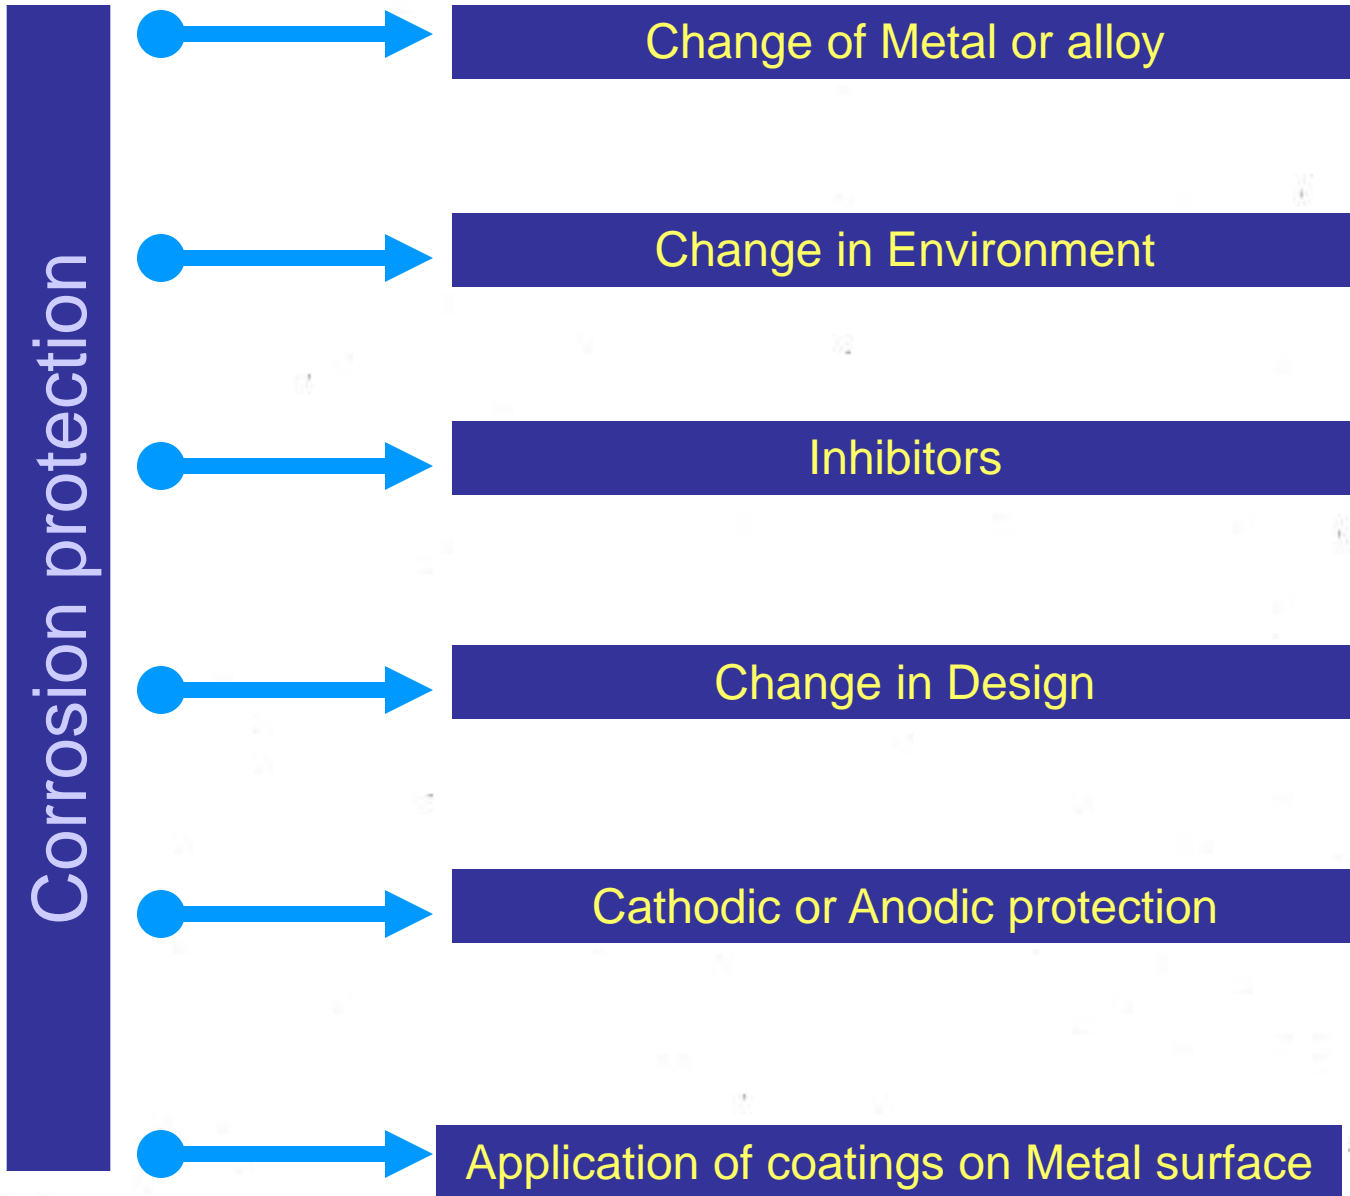 Corrosion protection
Change of Metal or alloy
Change in Environment
Inhibitors
Change in Design
Cathodic or Anodic protection
Application of coatings on Metal surface